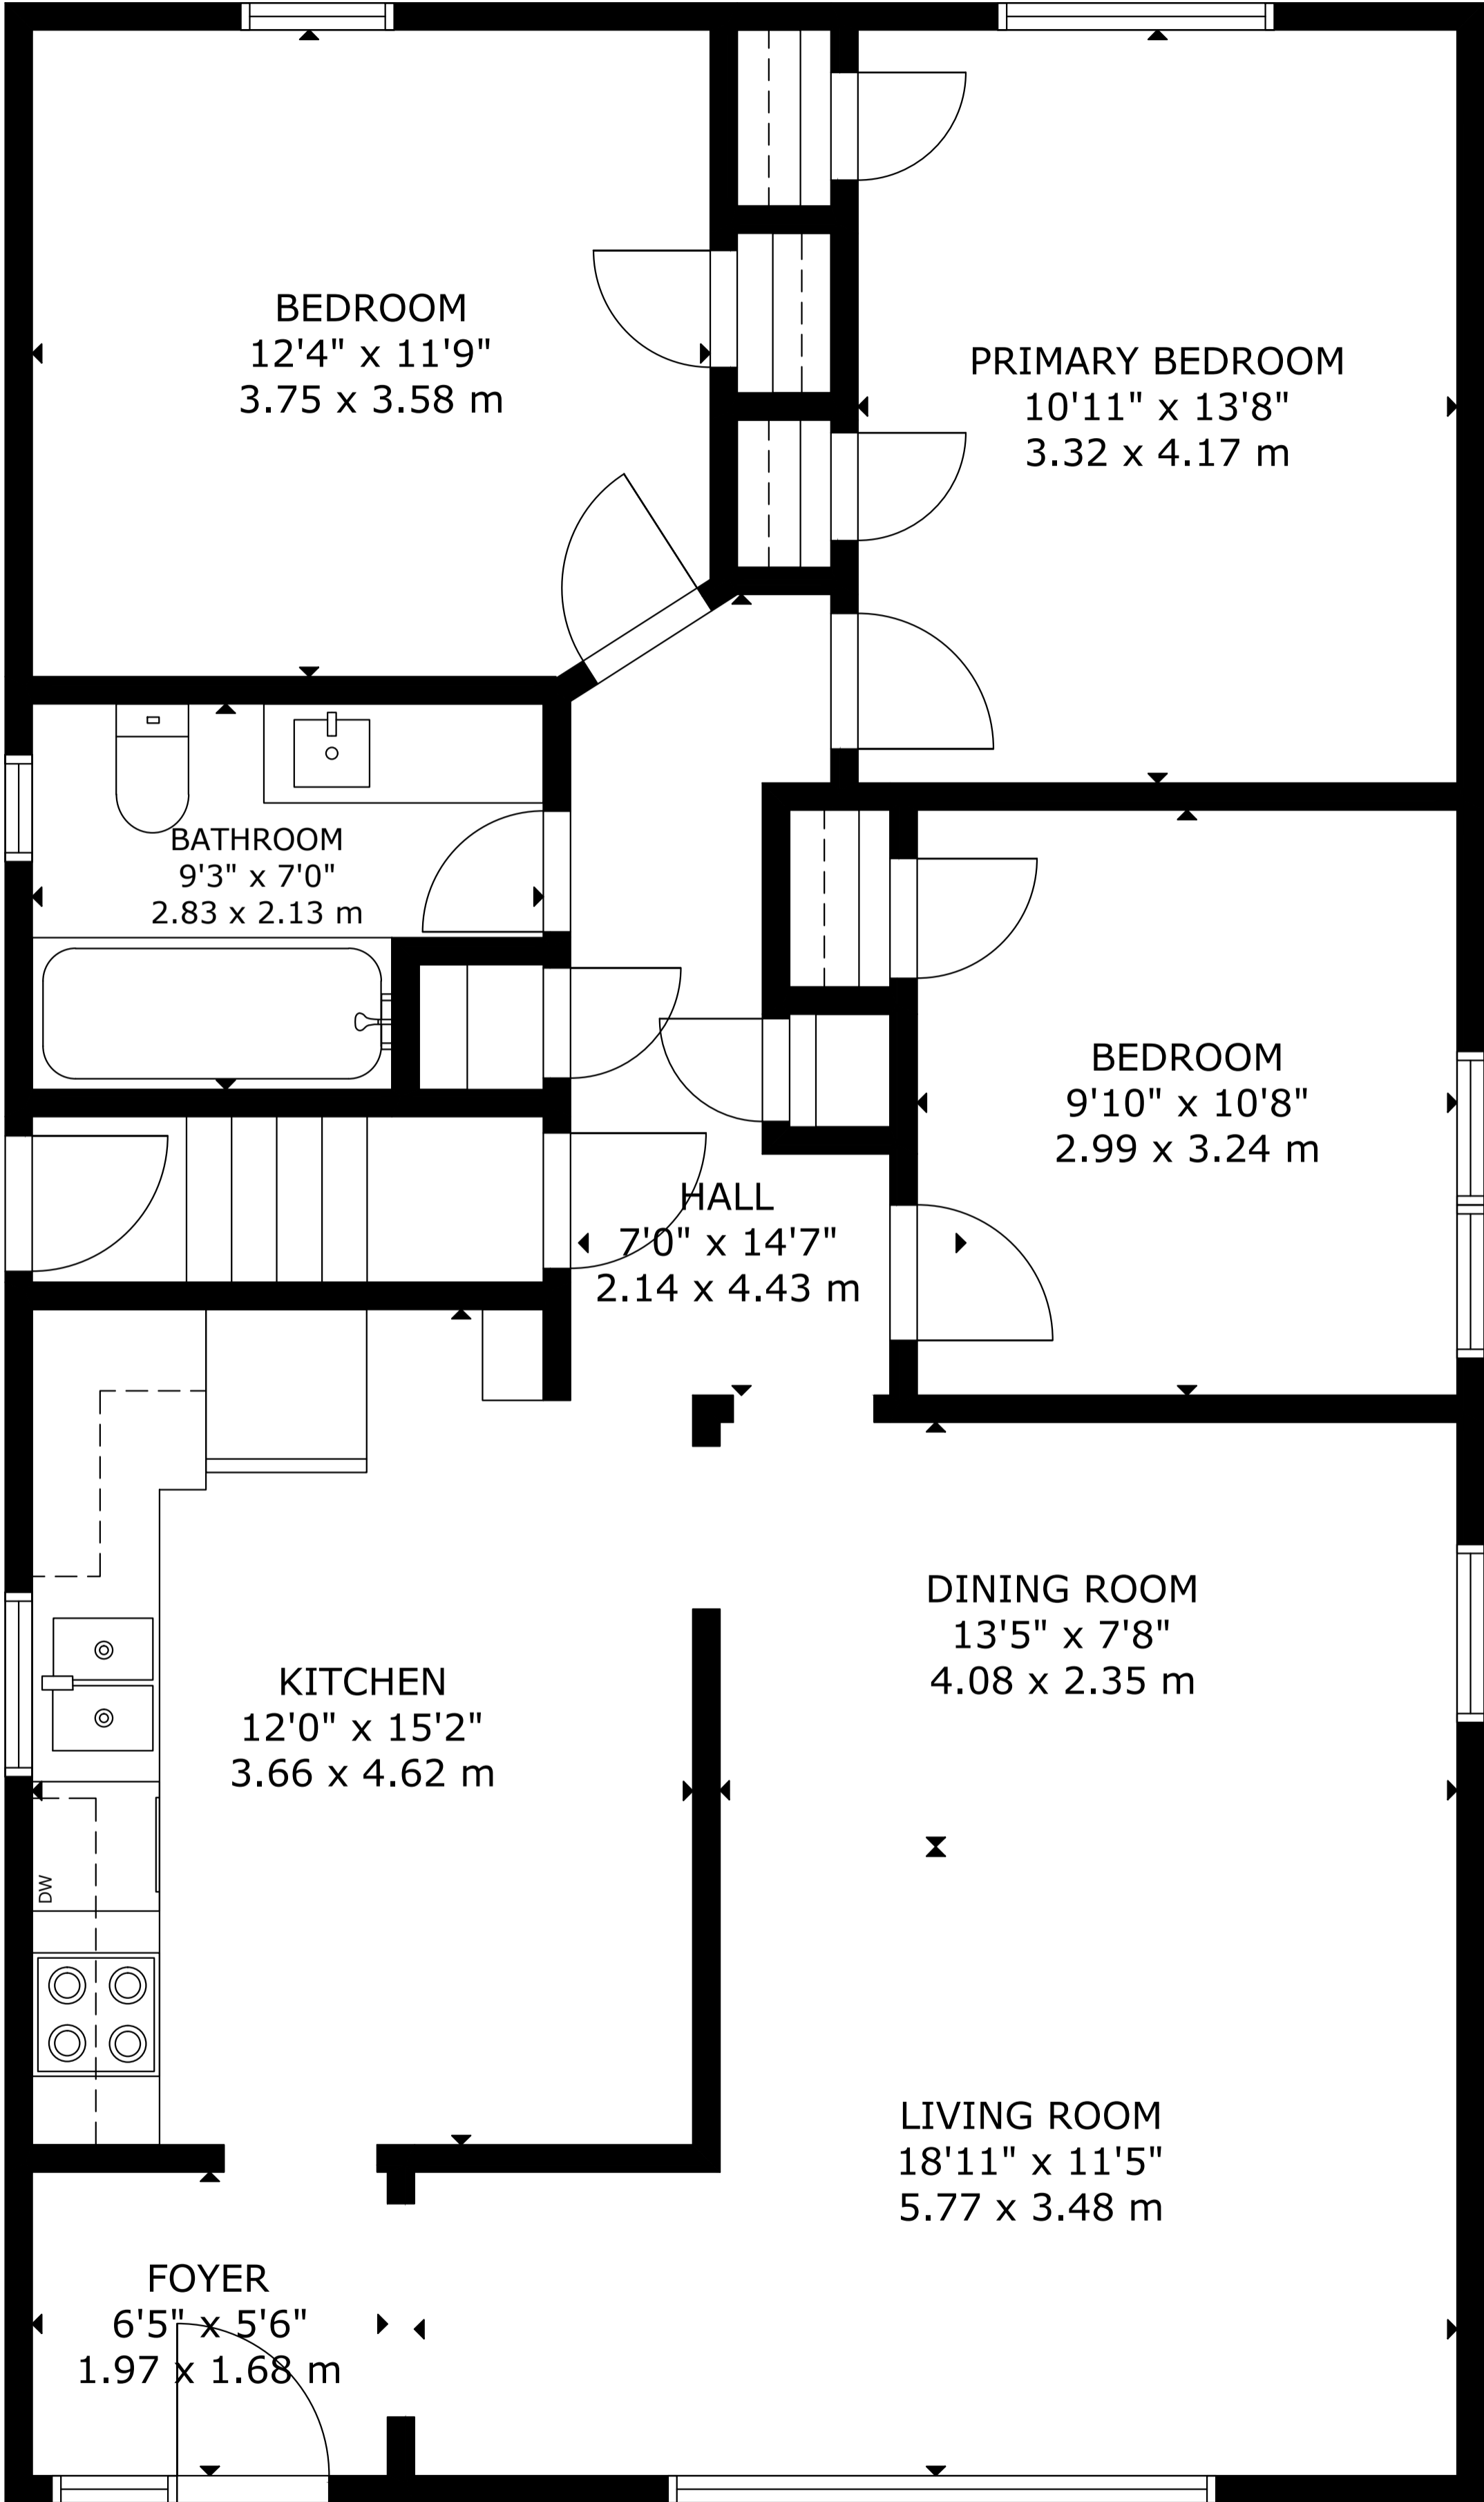 BEDROOM
12'4" x 11'9"
3.75 x 3.58 m
PRIMARY BEDROOM
10'11" x 13'8"
3.32 x 4.17 m
BATHROOM
9'3" x 7'0"
2.83 x 2.13 m
BEDROOM
9'10" x 10'8"
2.99 x 3.24 m
HALL
7'0" x 14'7"
2.14 x 4.43 m
DINING ROOM
13'5" x 7'8"
4.08 x 2.35 m
KITCHEN
12'0" x 15'2"
3.66 x 4.62 m
DW
LIVING ROOM
18'11" x 11'5"
5.77 x 3.48 m
FOYER
6'5" x 5'6"
1.97 x 1.68 m